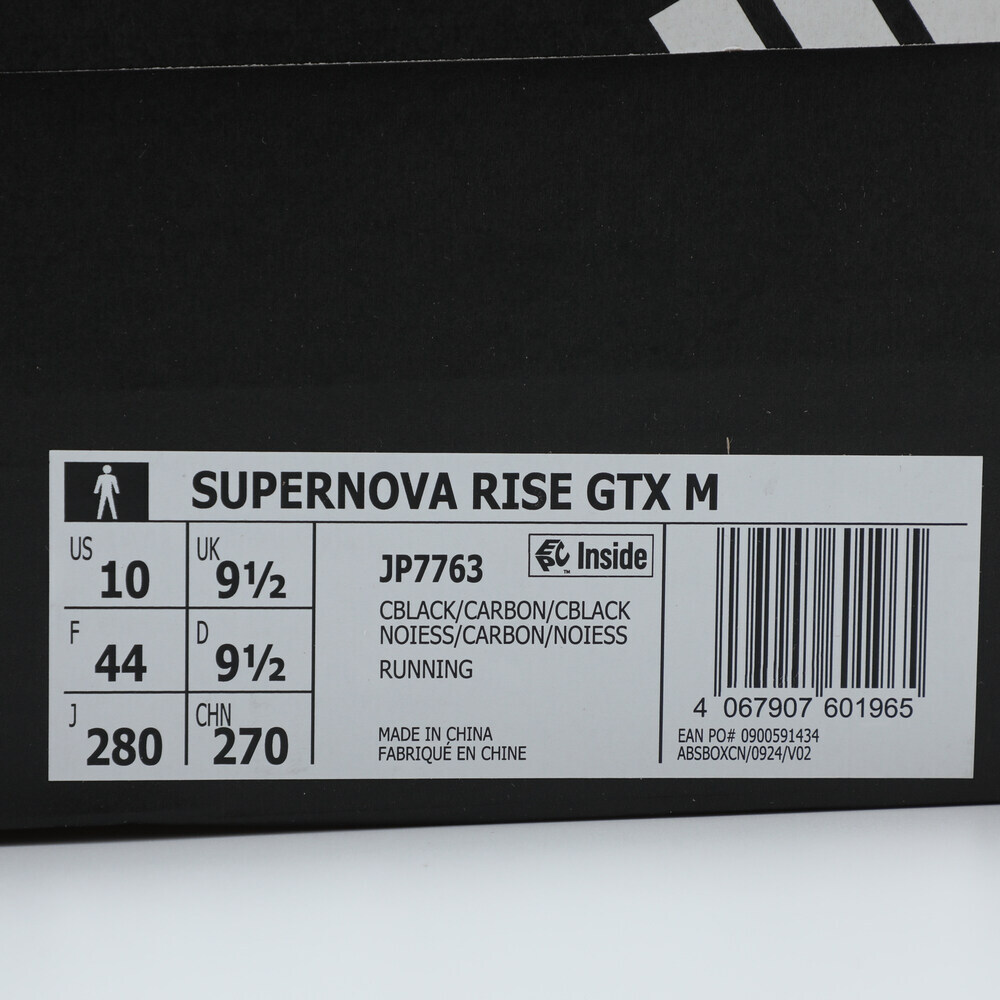 SUPERNOVA RISE GTX M
US 10
UK 9½
F 44
D 9½
J 280
CHN 270
JP7763
Inside™
CBLACK/CARBON/CBLACK
NOIESS/CARBON/NOIESS
RUNNING
MADE IN CHINA
FABRIQUÉ EN CHINE
4 067907 601965
EAN PO# 0900591434
ABSBOXCN/0924/V02